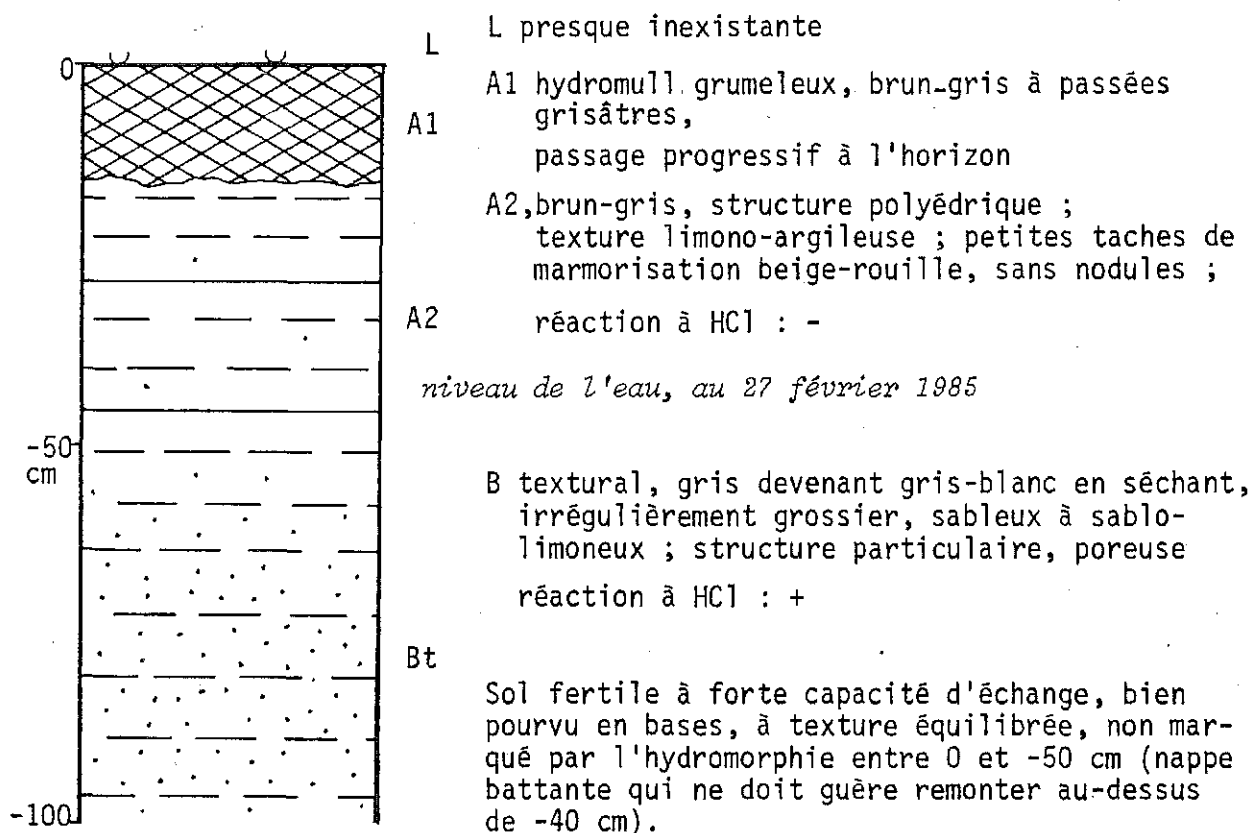 L
L presque inexistante
0
A1 hydromull grumeleux, brun-gris à passées
grisâtres,
A1
passage progressif à l'horizon
A2, brun-gris, structure polyédrique ;
texture limono-argileuse ; petites taches de
marmorisation beige-rouille, sans nodules ;
A2
réaction à HCl : -
niveau de l'eau, au 27 février 1985
-50
cm
B textural, gris devenant gris-blanc en séchant,
irrégulièrement grossier, sableux à sablo-
limoneux ; structure particulaire, poreuse
réaction à HCl : +
Bt
Sol fertile à forte capacité d'échange, bien
pourvu en bases, à texture équilibrée, non mar-
qué par l'hydromorphie entre 0 et -50 cm (nappe
battante qui ne doit guère remonter au-dessus
de -40 cm).
-100